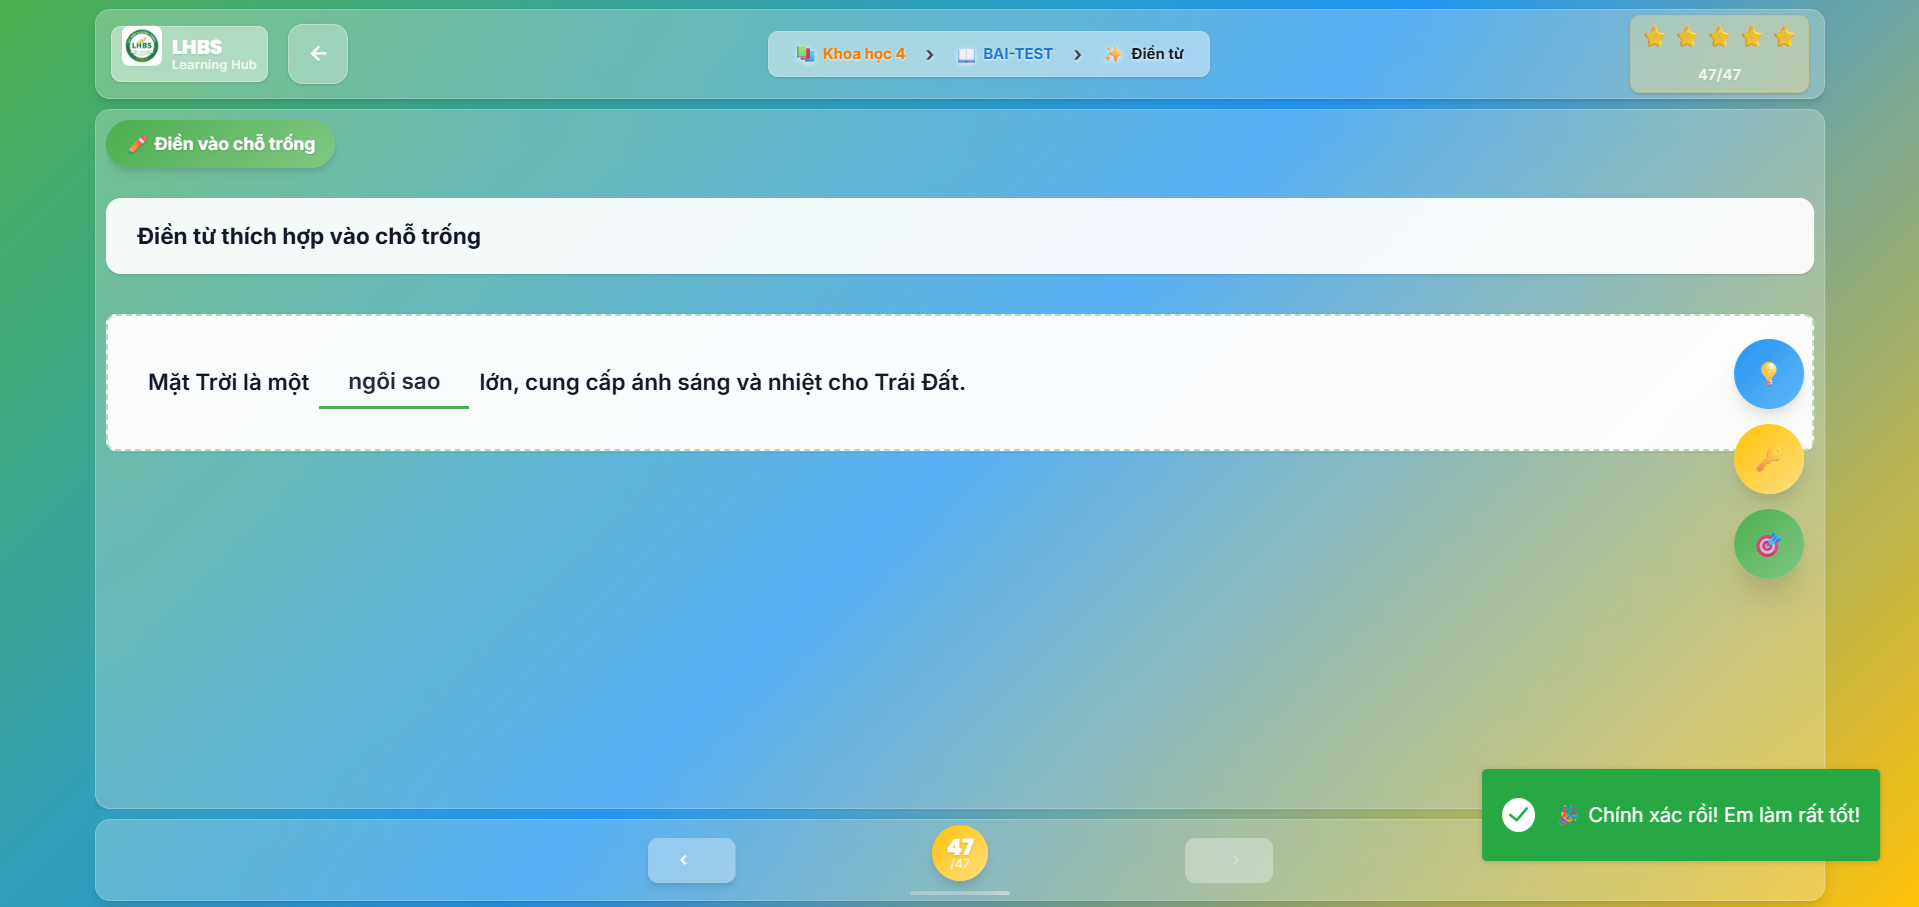 LHBS
LHBS
Learning Hub
Khoa học 4
BAI-TEST
Điền từ
47/47
Điền vào chỗ trống
Điền từ thích hợp vào chỗ trống
Mặt Trời là một ngôi sao lớn, cung cấp ánh sáng và nhiệt cho Trái Đất.
47
/47
Chính xác rồi! Em làm rất tốt!